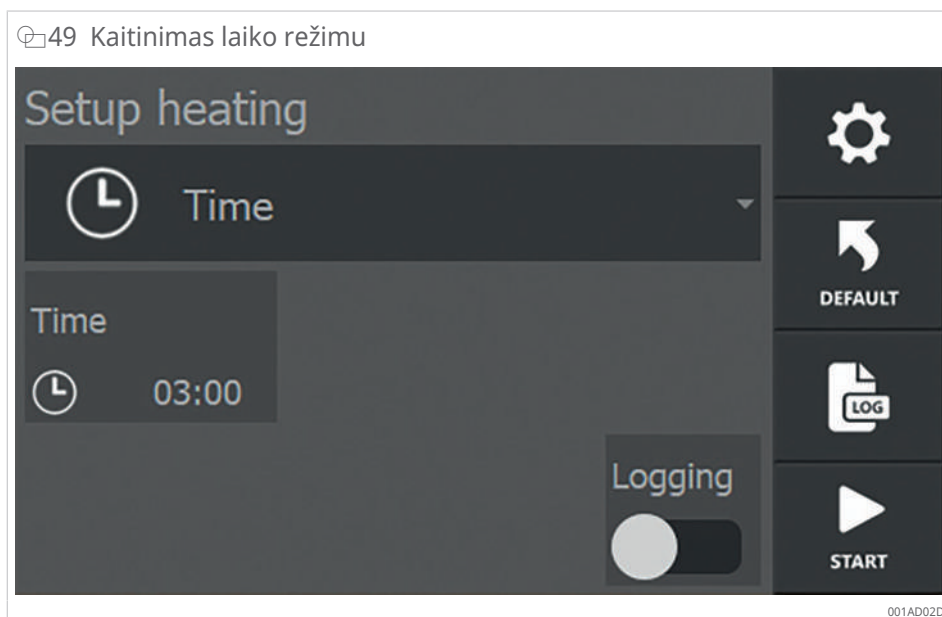 49 Kaitinimas laiko režimu
Setup heating
Time
DEFAULT
Time
03:00
LOG
Logging
START
001AD02D